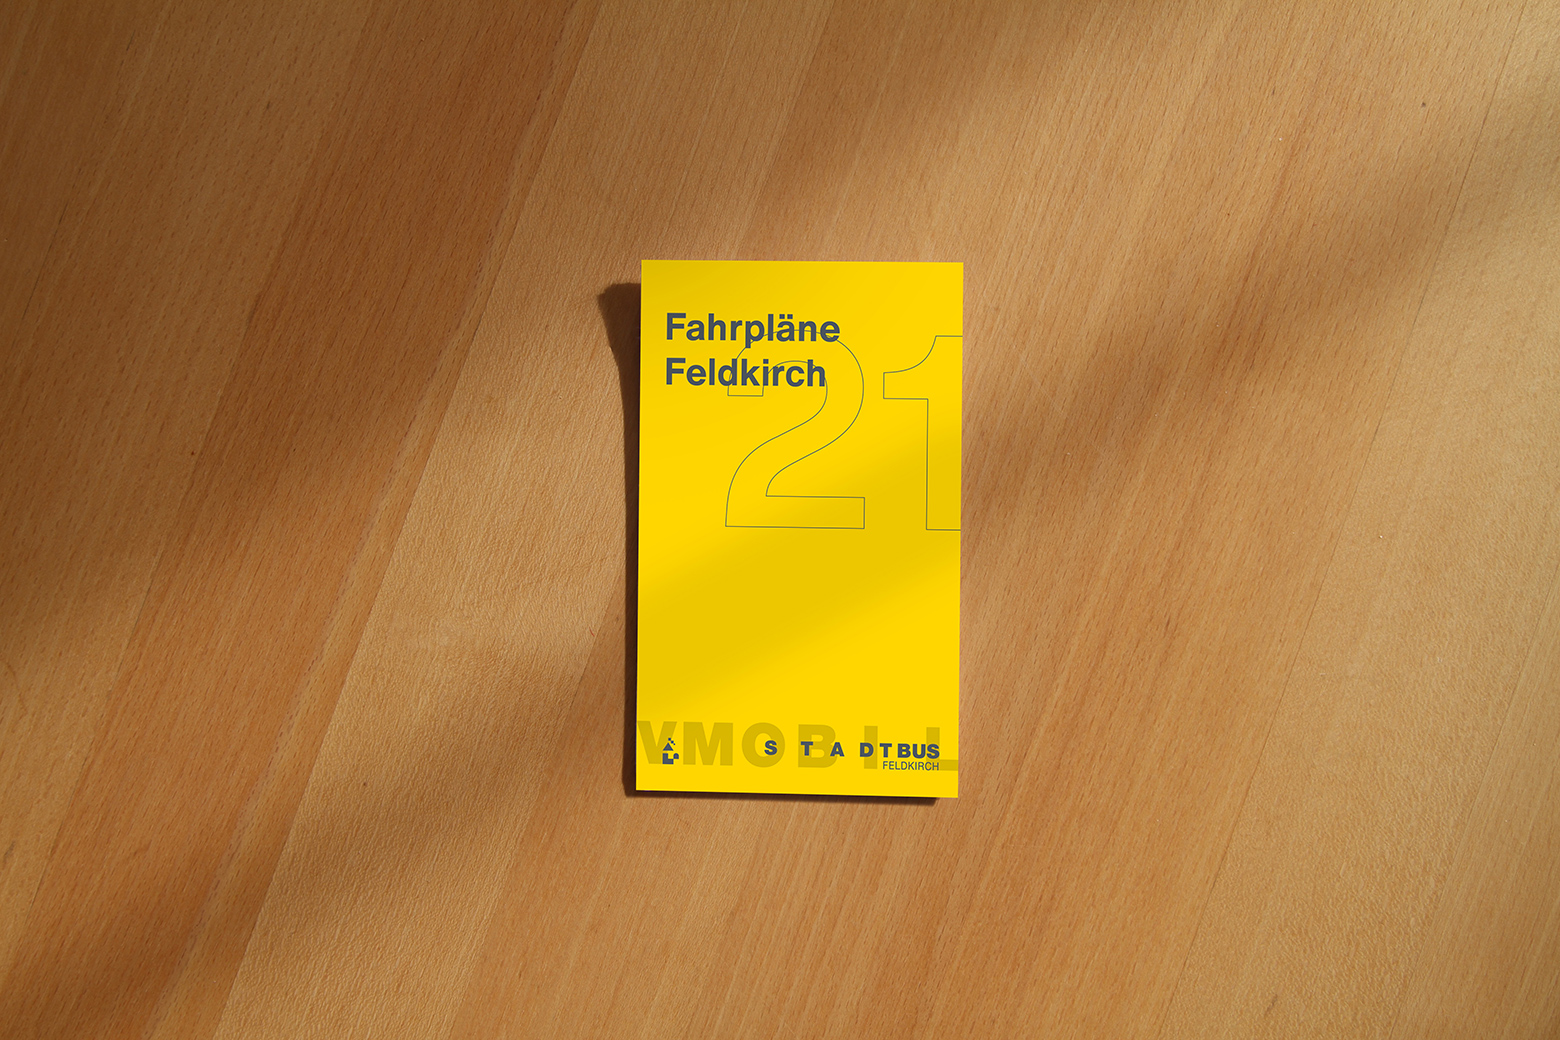 Fahrpläne
Feldkirch
21
VMOBIL
STADTBUS
FELDKIRCH